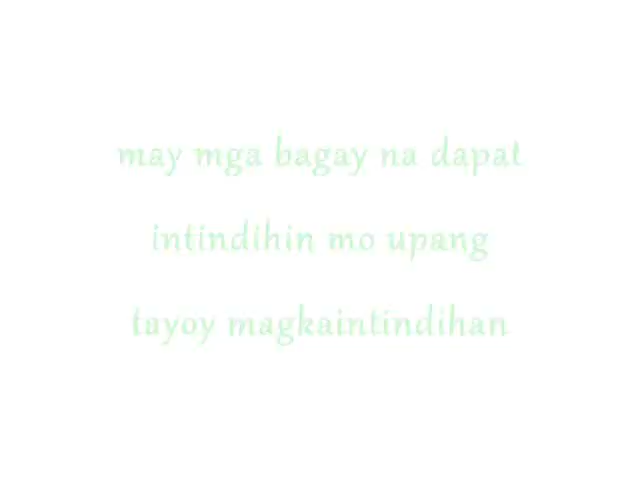 may mga bagay na dapat
intindihin mo upang
tayoy magkaintindihan